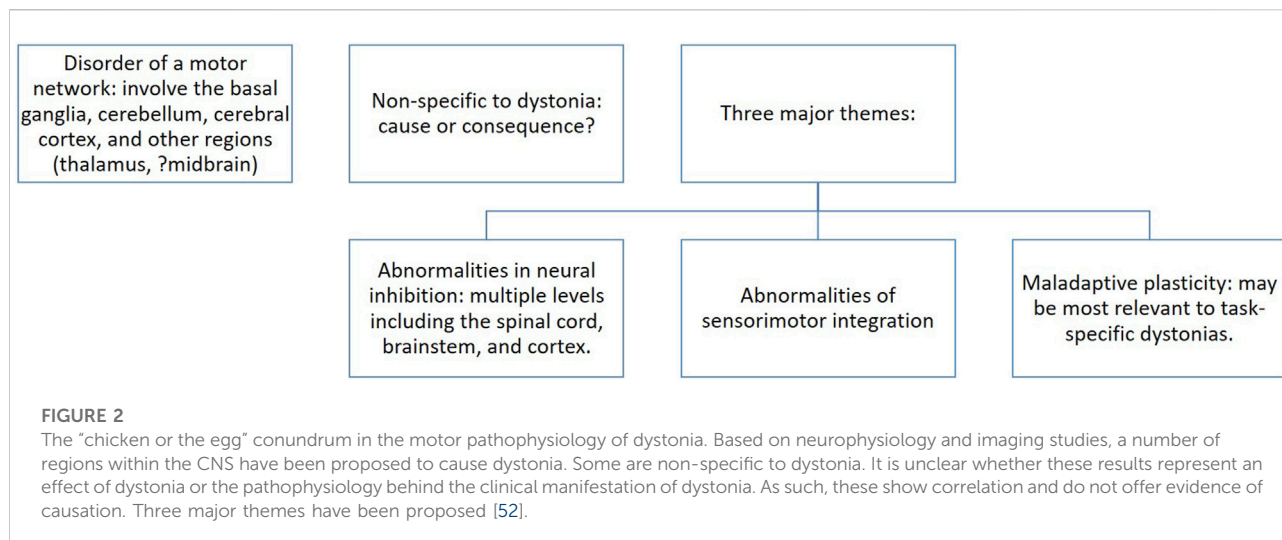 Disorder of a motor
network: involve the basal
ganglia, cerebellum, cerebral
cortex, and other regions
(thalamus, ?midbrain)
Non-specific to dystonia:
cause or consequence?
Three major themes:
Abnormalities in neural
inhibition: multiple levels
including the spinal cord,
brainstem, and cortex.
Abnormalities of
sensorimotor integration
Maladaptive plasticity: may
be most relevant to task-
specific dystonias.
FIGURE 2
The “chicken or the egg” conundrum in the motor pathophysiology of dystonia. Based on neurophysiology and imaging studies, a number of
regions within the CNS have been proposed to cause dystonia. Some are non-specific to dystonia. It is unclear whether these results represent an
effect of dystonia or the pathophysiology behind the clinical manifestation of dystonia. As such, these show correlation and do not offer evidence of
causation. Three major themes have been proposed [52].